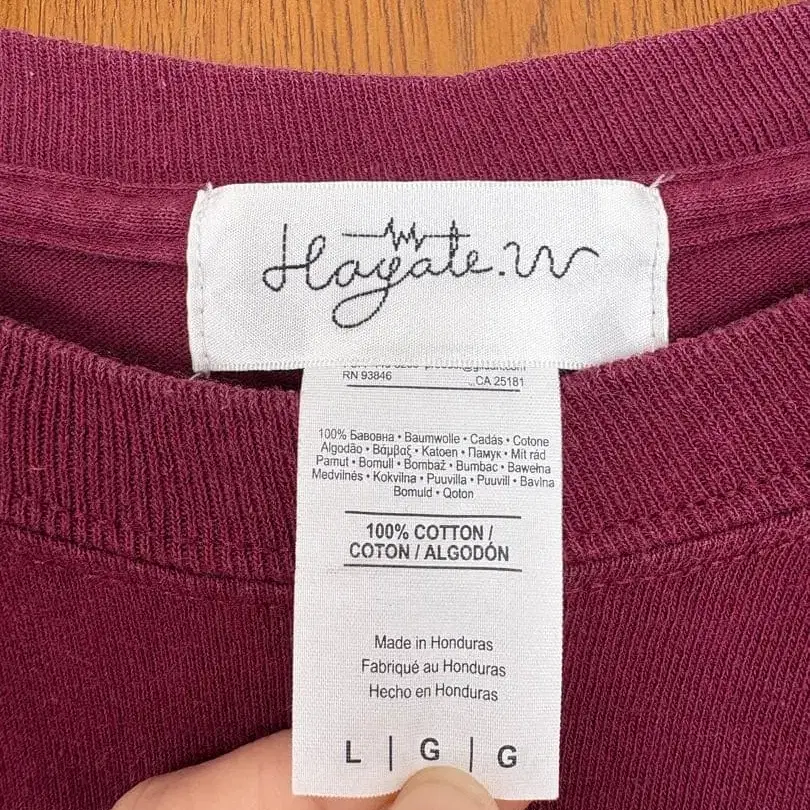 Hayate.W
RN 93846 CA 25181
100% Бавовна • Baumwolle • Cadás • Cotone
Algodão • Βάμβαξ • Katoen • Памук • Mit rád
Pamut • Bomull • Bombaž • Bumbac • Bawełna
Medvilnės • Kokvilna • Puuvilla • Puuvill • Bavlna
Bomuld • Qoton
100% COTTON /
COTON / ALGODÓN
Made in Honduras
Fabriqué au Honduras
Hecho en Honduras
L | G | G